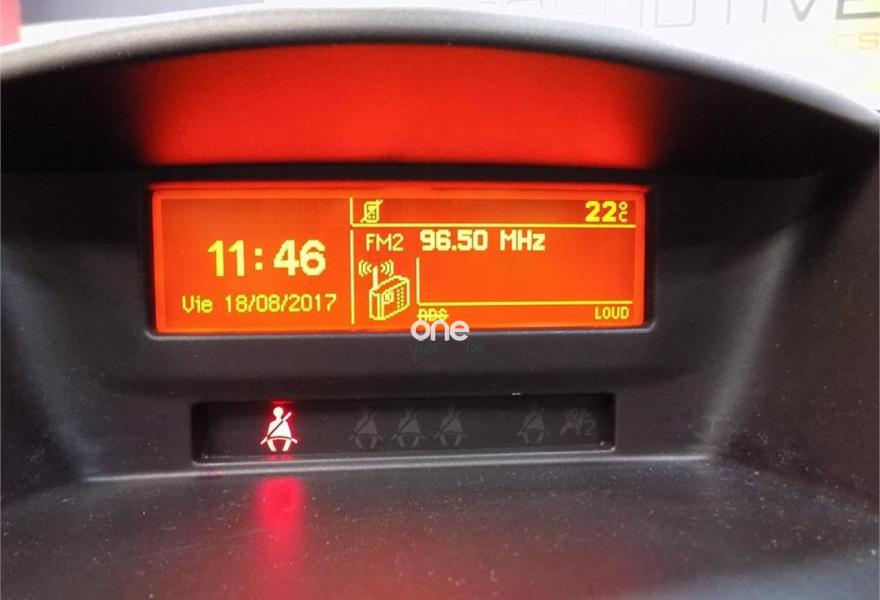 22°C
FM2 96.50 MHz
11:46
Vie 18/08/2017
RDS
LOUD
one